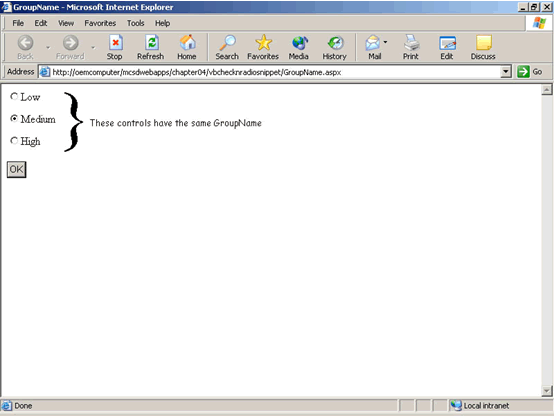 GroupName - Microsoft Internet Explorer
File Edit View Favorites Tools Help
Back Forward Stop Refresh Home Search Favorites Media History Mail Print Edit Discuss
Address http://oemcomputer/mcsdwebapps/chapter04/vbchecknradiosnippet/GroupName.aspx Go
Low
Medium
These controls have the same GroupName
High
OK
Done Local intranet